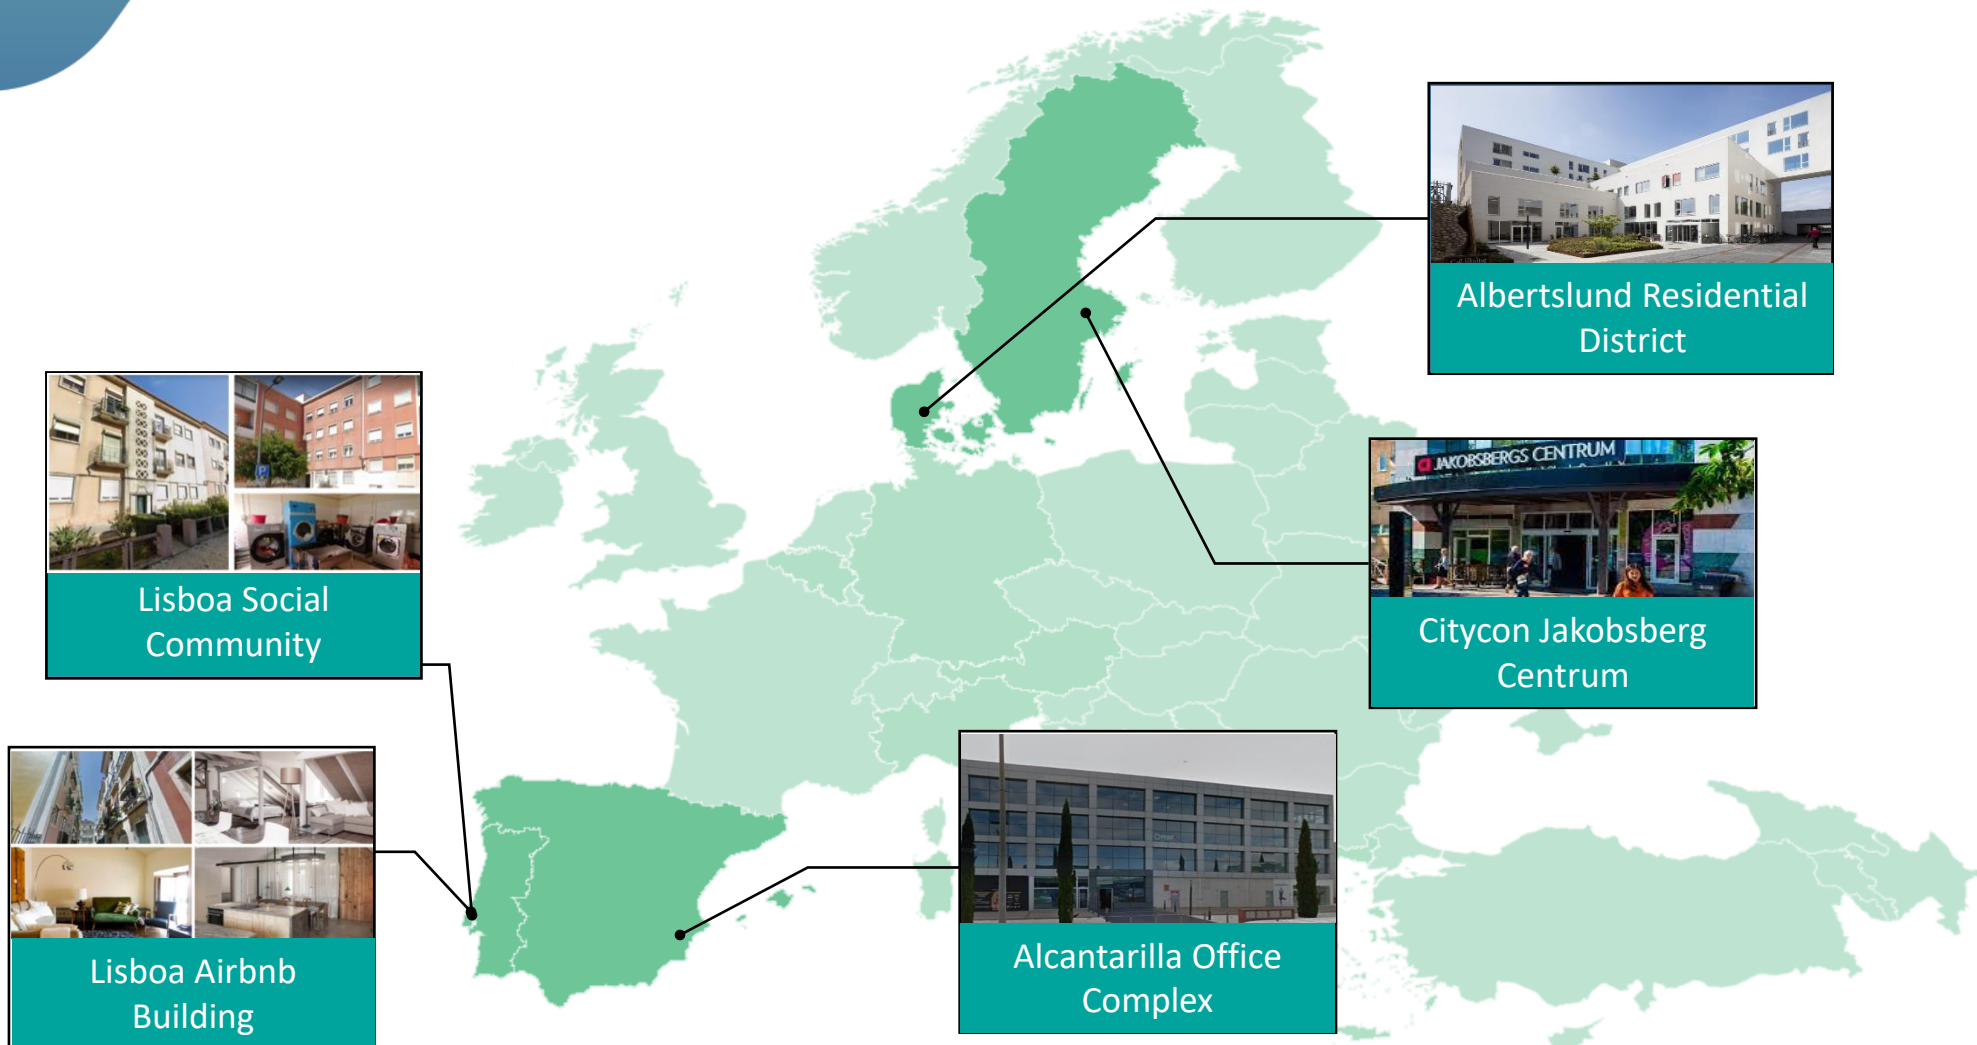 Albertslund Residential
District
JAKOBSBERGS CENTRUM
Citycon Jakobsberg
Centrum
Lisboa Social
Community
Lisboa Airbnb
Building
Alcantarilla Office
Complex